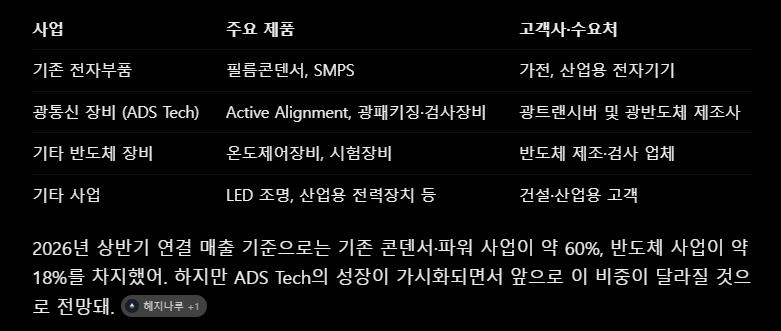 사업 주요 제품 고객사·수요처
기존 전자부품 필름콘덴서, SMPS 가전, 산업용 전자기기
광통신 장비 (ADS Tech) Active Alignment, 광패키징·검사장비 광트랜시버 및 광반도체 제조사
기타 반도체 장비 온도제어장비, 시험장비 반도체 제조·검사 업체
기타 사업 LED 조명, 산업용 전력장치 등 건설·산업용 고객
2026년 상반기 연결 매출 기준으로는 기존 콘덴서·파워 사업이 약 60%, 반도체 사업이 약
18%를 차지했어. 하지만 ADS Tech의 성장이 가시화되면서 앞으로 이 비중이 달라질 것으
로 전망돼. 헤지나루 +1